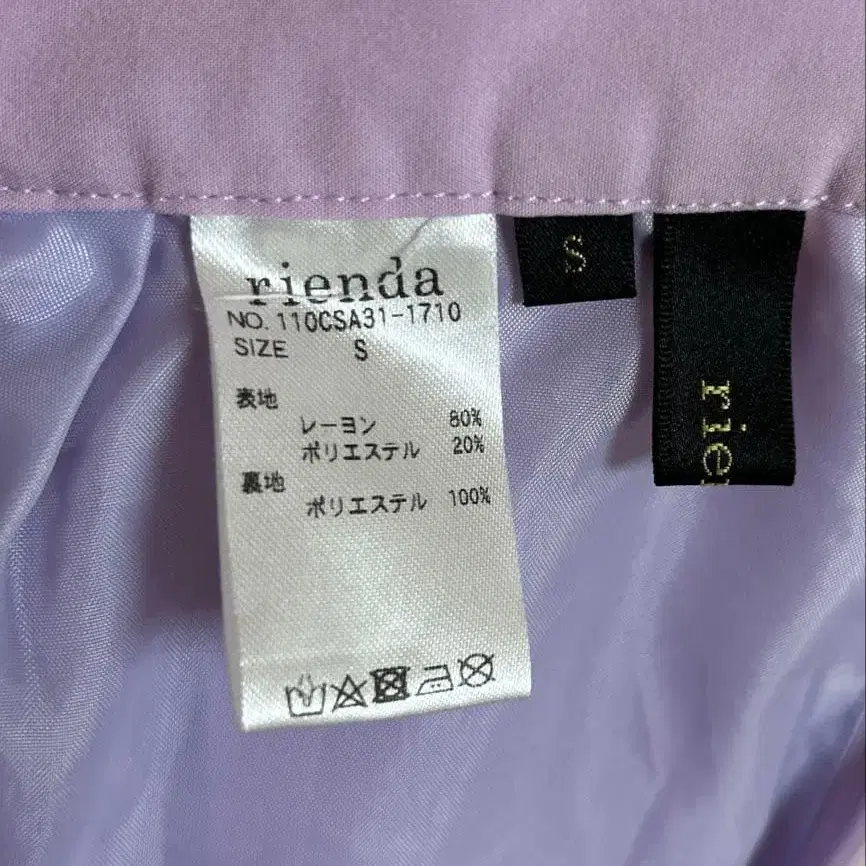 rienda
NO. 110CSA31-1710
SIZE S
表地
レーヨン 80%
ポリエステル 20%
裏地
ポリエステル 100%
S
rien